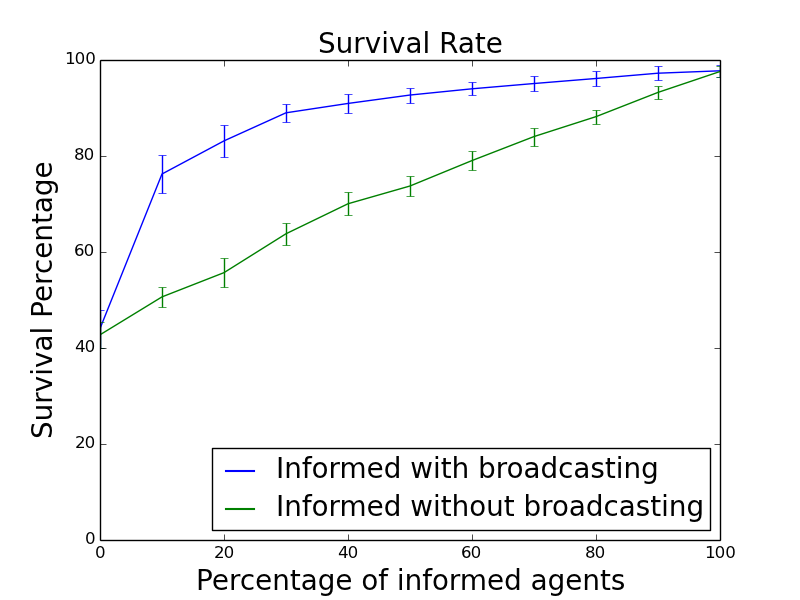 Survival Rate
Survival Percentage
100
80
60
40
20
0
Informed with broadcasting
Informed without broadcasting
0 20 40 60 80 100
Percentage of informed agents